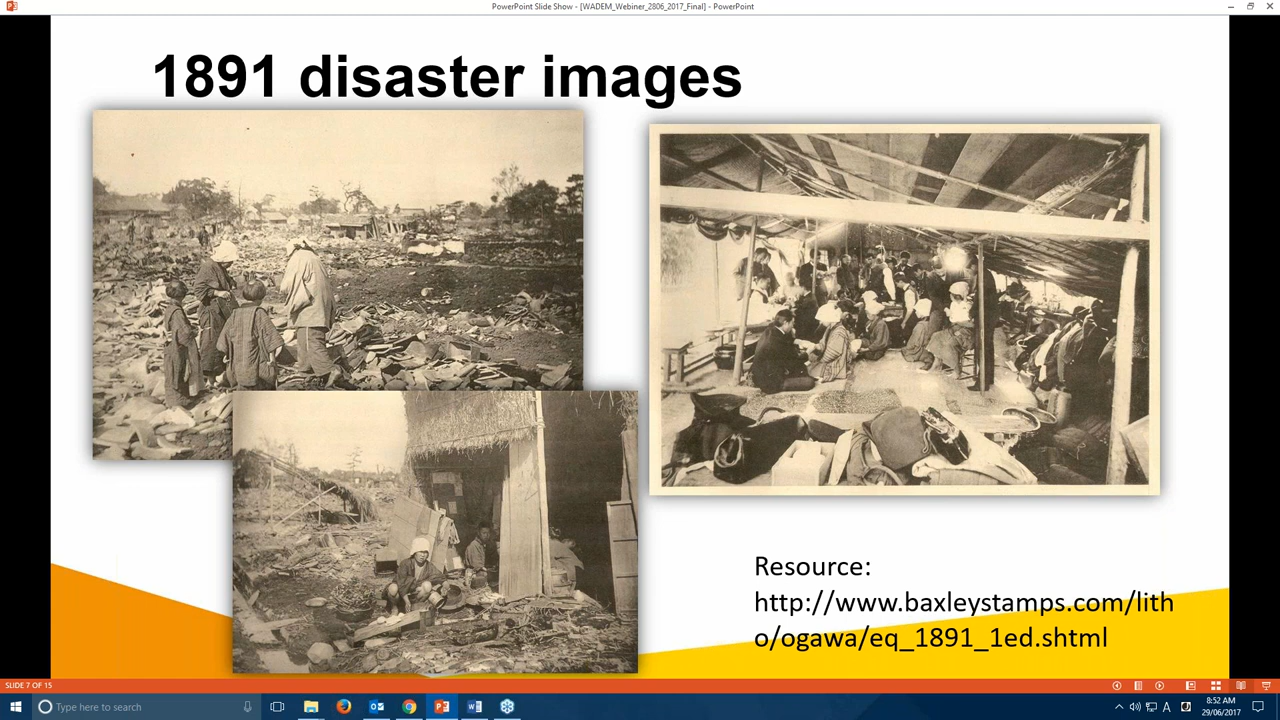 PowerPoint Slide Show - [WADEM_Webiner_2806_2017_Final] - PowerPoint
1891 disaster images
Resource:
http://www.baxleystamps.com/lith
o/ogawa/eq_1891_1ed.shtml
SLIDE 7 OF 15
Type here to search
8:52 AM
29/06/2017